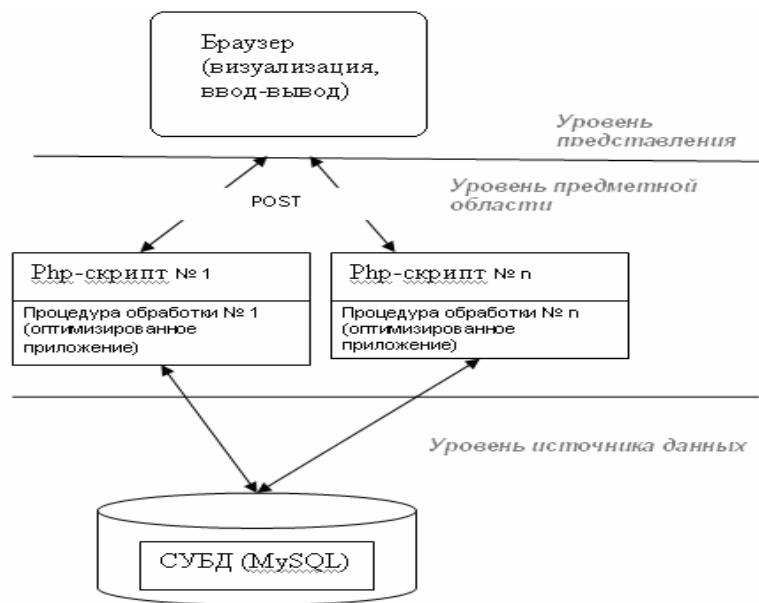 Браузер
(визуализация,
ввод-вывод)
Уровень
представления
Уровень предметной
области
POST
Php-скрипт № 1
Процедура обработки № 1
(оптимизированное
приложение)
Php-скрипт № n
Процедура обработки № n
(оптимизированное
приложение)
Уровень источника данных
СУБД (MySQL)